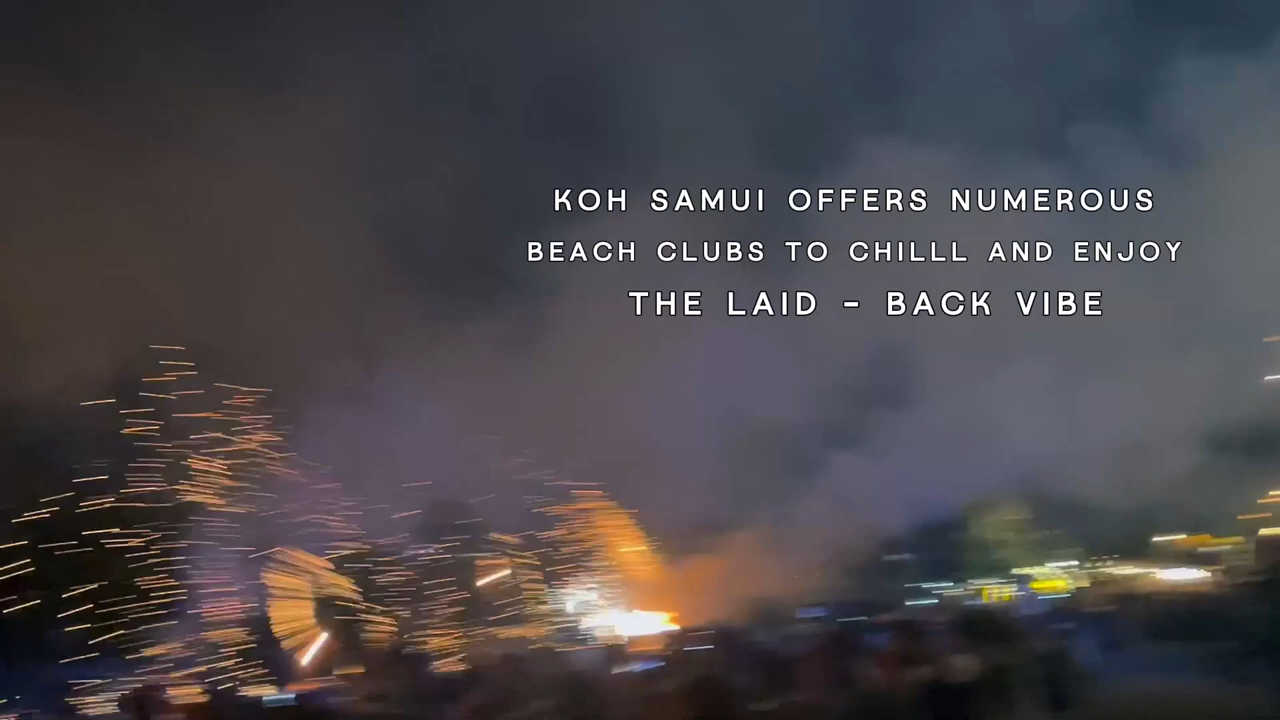 KOH SAMUI OFFERS NUMEROUS
BEACH CLUBS TO CHILLL AND ENJOY
THE LAID - BACK VIBE